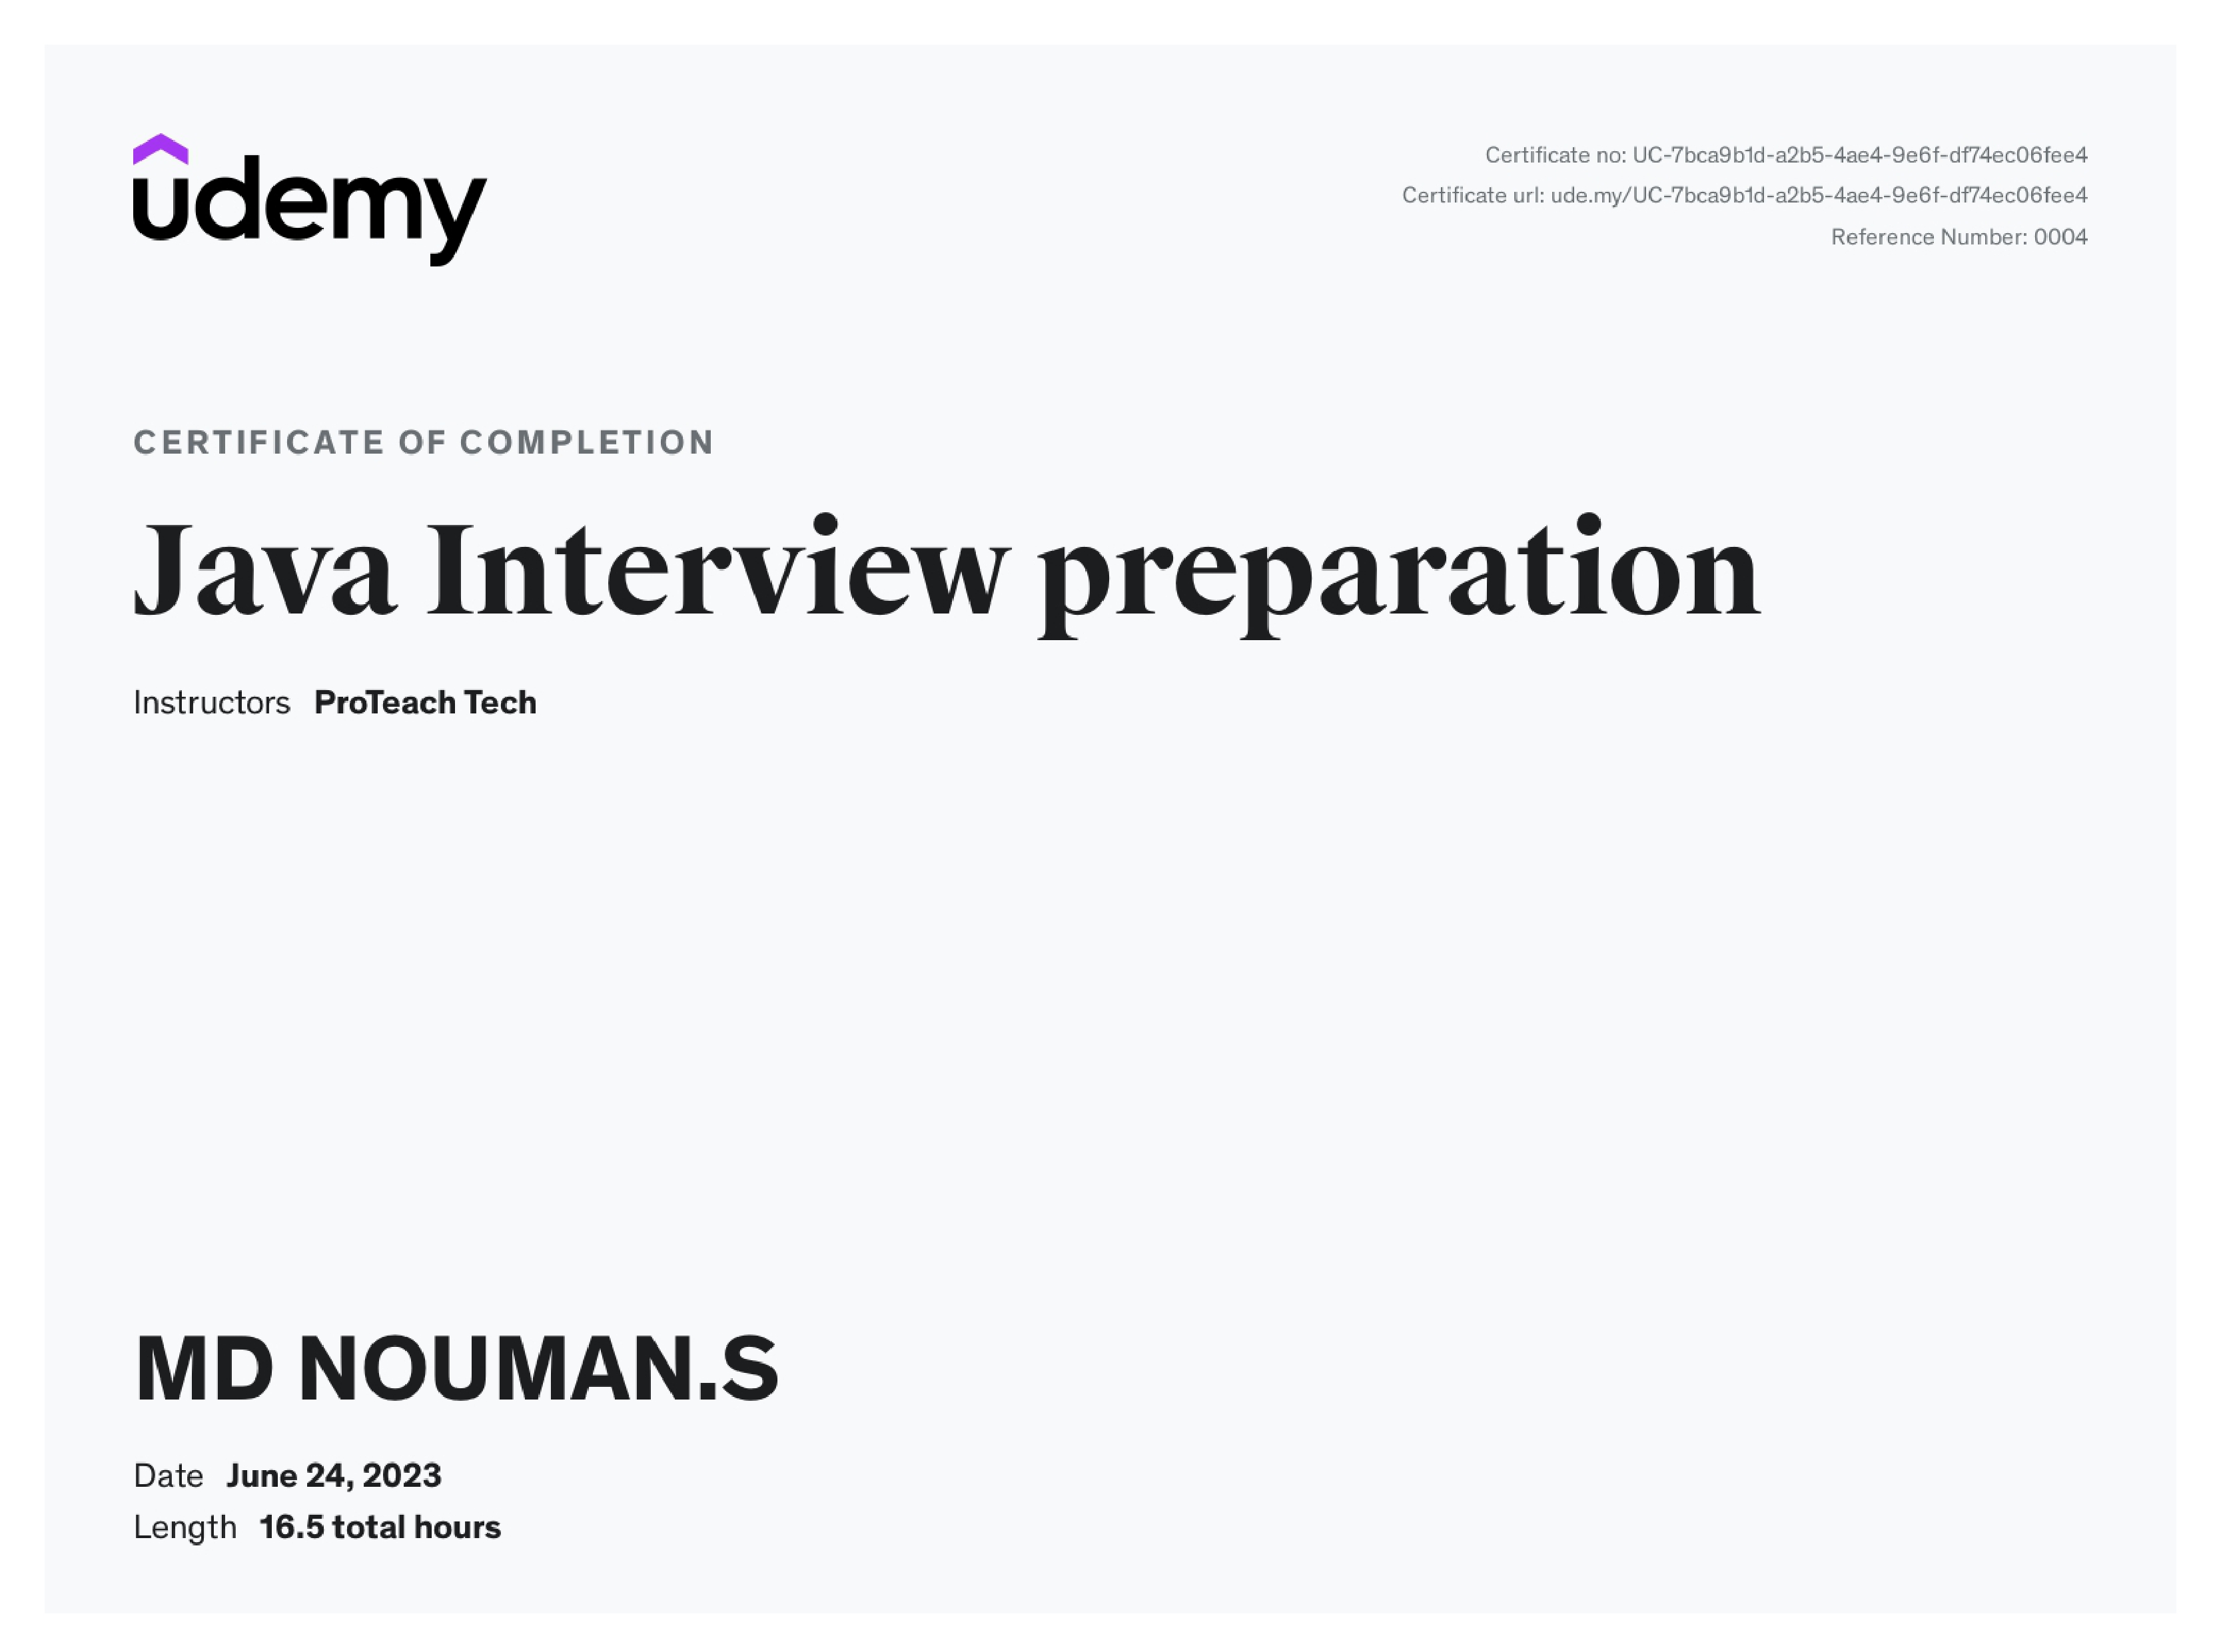 udemy
Certificate no: UC-7bca9b1d-a2b5-4ae4-9e6f-df74ec06fee4
Certificate url: ude.my/UC-7bca9b1d-a2b5-4ae4-9e6f-df74ec06fee4
Reference Number: 0004
CERTIFICATE OF COMPLETION
Java Interview preparation
Instructors ProTeach Tech
MD NOUMAN.S
Date June 24, 2023
Length 16.5 total hours